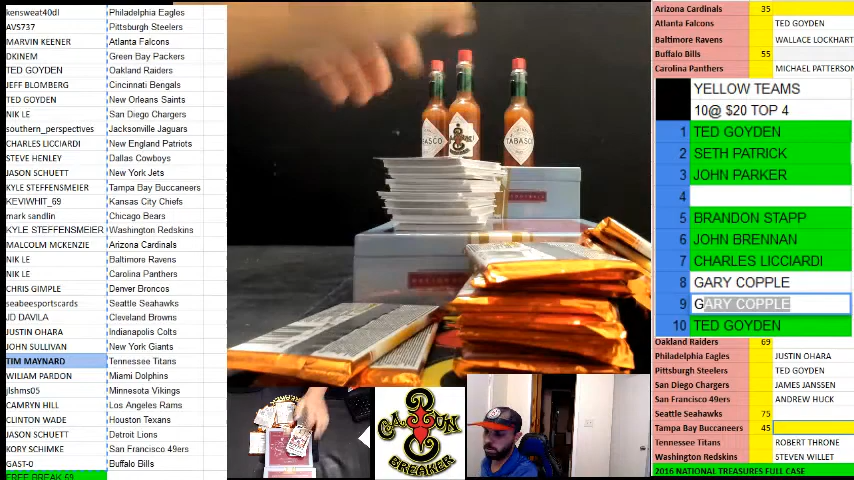 kensweat40dl Philadelphia Eagles
AVS737 Pittsburgh Steelers
MARVIN KEENER Atlanta Falcons
DKINEM Green Bay Packers
TED GOYDEN Oakland Raiders
JEFF BLOMBERG Cincinnati Bengals
TED GOYDEN New Orleans Saints
NIK LE San Diego Chargers
southern_perspectives Jacksonville Jaguars
CHARLES LICCIARDI New England Patriots
STEVE HENLEY Dallas Cowboys
JASON SCHUETT New York Jets
KYLE STEFFENSMEIER Tampa Bay Buccaneers
KEVIWHIT_69 Kansas City Chiefs
mark sandlin Chicago Bears
KYLE STEFFENSMEIER Washington Redskins
MALCOLM MCKENZIE Arizona Cardinals
NIK LE Baltimore Ravens
NIK LE Carolina Panthers
CHRIS GIMPLE Denver Broncos
seabeesportscards Seattle Seahawks
JD DAVILA Cleveland Browns
JUSTIN OHARA Indianapolis Colts
JOHN SULLIVAN New York Giants
TIM MAYNARD Tennessee Titans
WILIAM PARDON Miami Dolphins
jlshms05 Minnesota Vikings
CAMRYN HILL Los Angeles Rams
CLINTON WADE Houston Texans
JASON SCHUETT Detroit Lions
KORY SCHIMKE San Francisco 49ers
GAST-0 Buffalo Bills
FREE BREAK 59
TABASCO
CAJUN
BREAKER
Arizona Cardinals 35
Atlanta Falcons TED GOYDEN
Baltimore Ravens WALLACE LOCKHART
Buffalo Bills 55
Carolina Panthers MICHAEL PATTERSON
YELLOW TEAMS
10@ $20 TOP 4
1 TED GOYDEN
2 SETH PATRICK
3 JOHN PARKER
4
5 BRANDON STAPP
6 JOHN BRENNAN
7 CHARLES LICCIARDI
8 GARY COPPLE
9 GARY COPPLE
10 TED GOYDEN
Oakland Raiders 69
Philadelphia Eagles JUSTIN OHARA
Pittsburgh Steelers TED GOYDEN
San Diego Chargers JAMES JANSSEN
San Francisco 49ers ANDREW HUCK
Seattle Seahawks 75
Tampa Bay Buccaneers 45
Tennessee Titans ROBERT THRONE
Washington Redskins STEVEN WILLET
2016 NATIONAL TREASURES FULL CASE